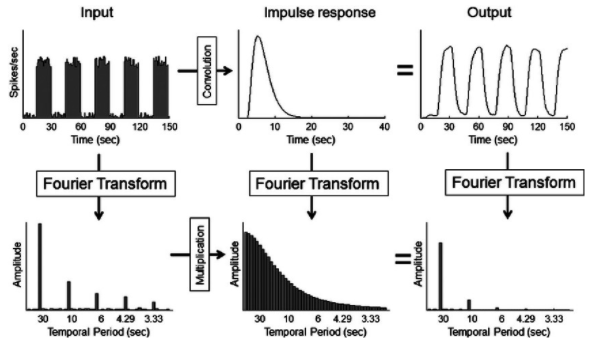 Input
Impulse response
Output
Spikes/sec
0 30 60 90 120 150
Time (sec)
Convolution
0 10 20 30 40
Time (sec)
=
0 30 60 90 120 150
Time (sec)
Fourier Transform
Fourier Transform
Fourier Transform
Amplitude
30 10 6 4.29 3.33
Temporal Period (sec)
Multiplication
Amplitude
30 10 6 4.29 3.33
Temporal Period (sec)
=
Amplitude
30 10 6 4.29 3.33
Temporal Period (sec)